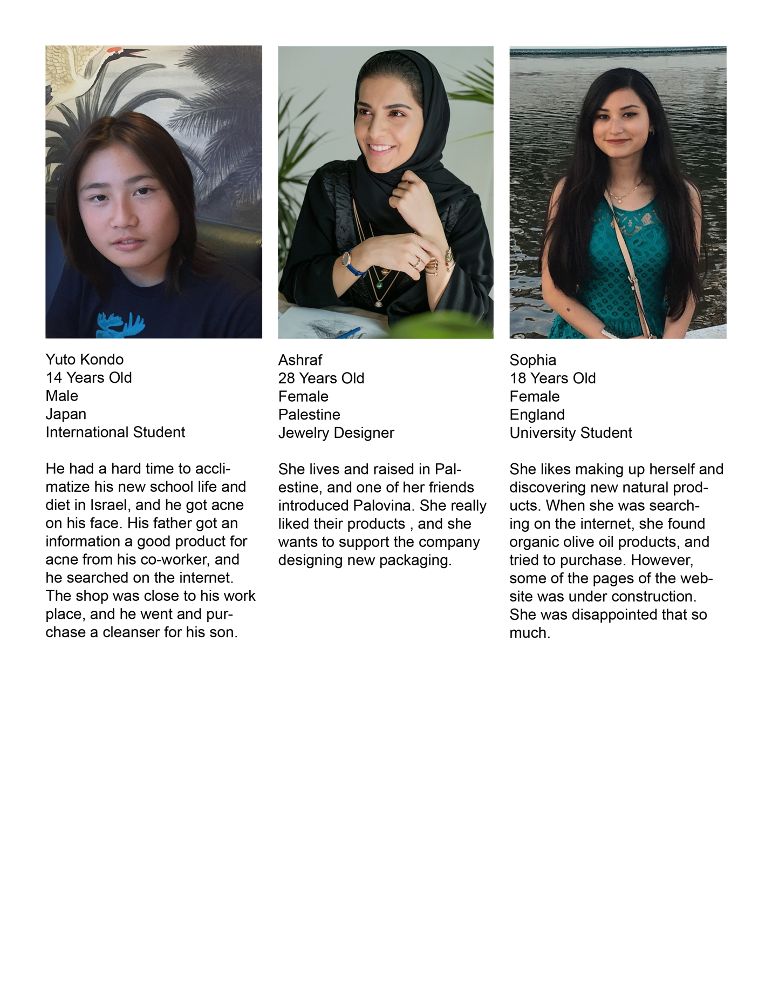 Yuto Kondo
14 Years Old
Male
Japan
International Student
He had a hard time to accli-
matize his new school life and
diet in Israel, and he got acne
on his face. His father got an
information a good product for
acne from his co-worker, and
he searched on the internet.
The shop was close to his work
place, and he went and pur-
chase a cleanser for his son.
Ashraf
28 Years Old
Female
Palestine
Jewelry Designer
She lives and raised in Pal-
estine, and one of her friends
introduced Palovina. She really
liked their products , and she
wants to support the company
designing new packaging.
Sophia
18 Years Old
Female
England
University Student
She likes making up herself and
discovering new natural prod-
ucts. When she was search-
ing on the internet, she found
organic olive oil products, and
tried to purchase. However,
some of the pages of the web-
site was under construction.
She was disappointed that so
much.